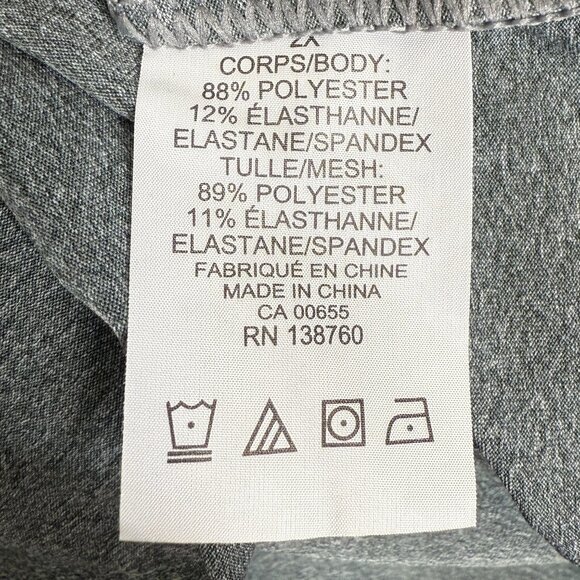 2X
CORPS/BODY:
88% POLYESTER
12% ÉLASTHANNE/
ELASTANE/SPANDEX
TULLE/MESH:
89% POLYESTER
11% ÉLASTHANNE/
ELASTANE/SPANDEX
FABRIQUÉ EN CHINE
MADE IN CHINA
CA 00655
RN 138760